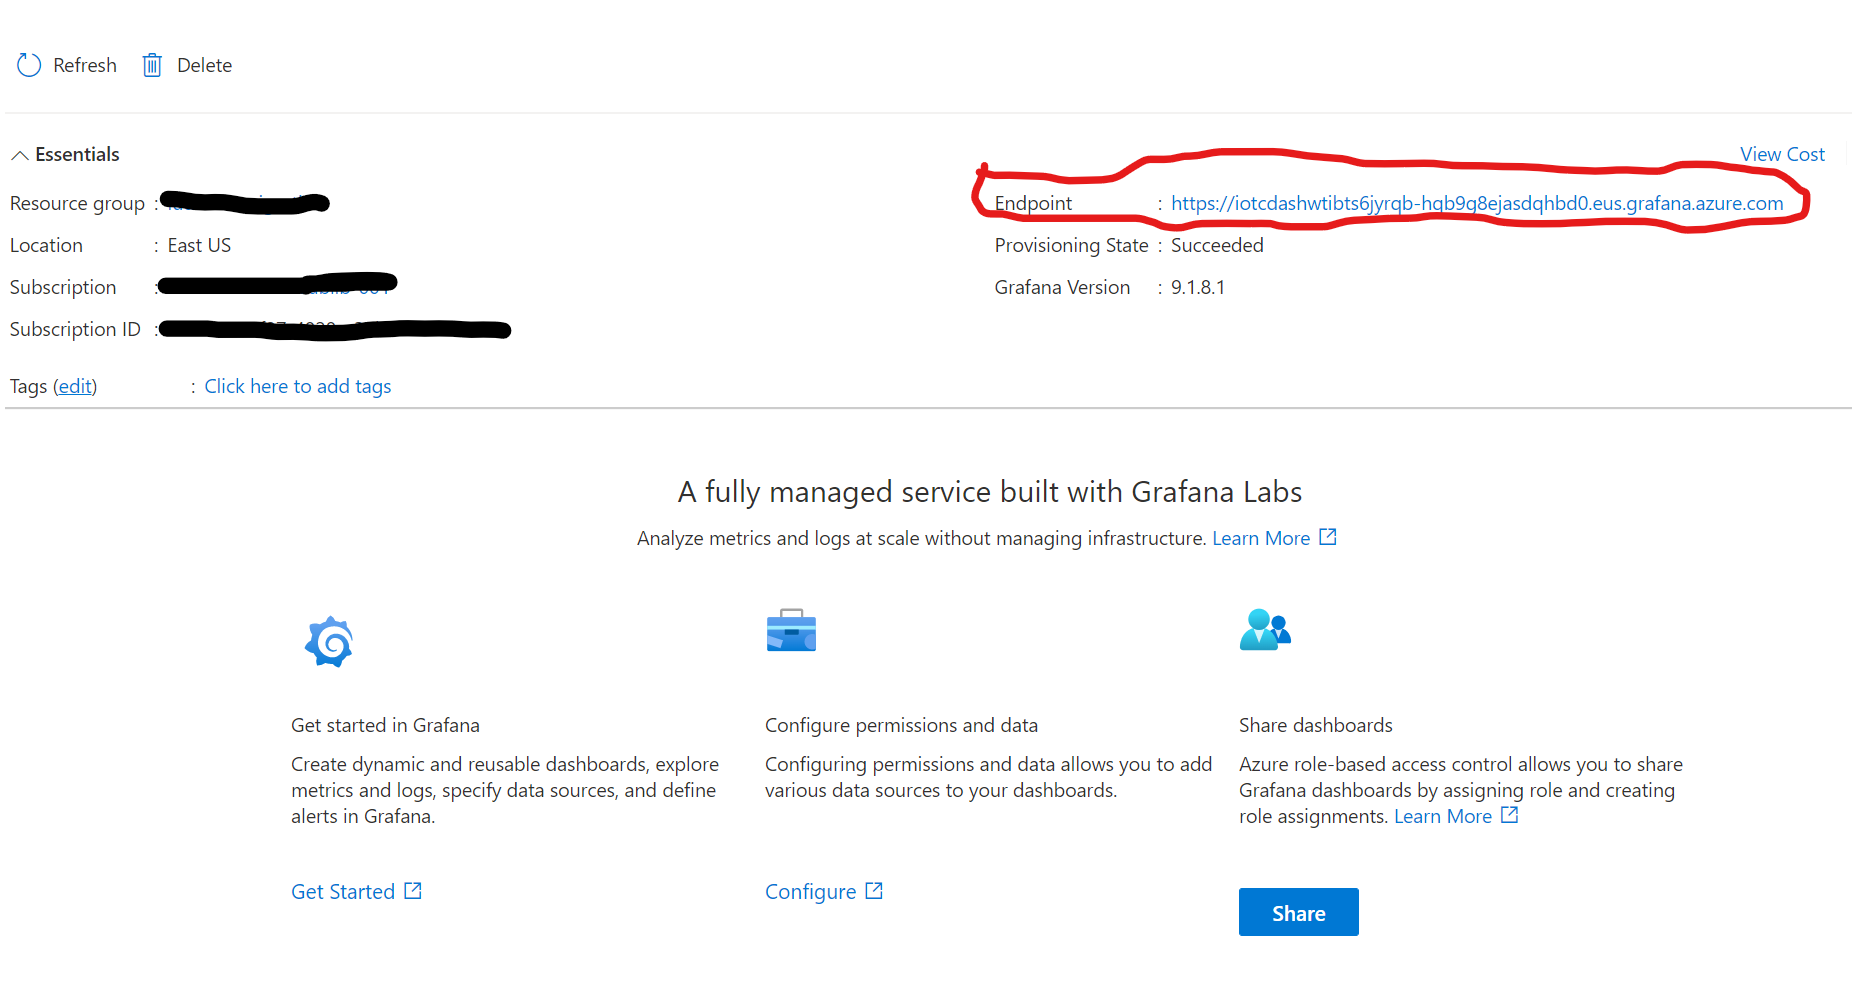 Refresh Delete
Essentials
View Cost
Resource group :
Location : East US
Subscription :
Subscription ID :
Tags (edit) : Click here to add tags
Endpoint : https://iotcdashwtibts6jyrqb-hqb9g8ejasdqhbd0.eus.grafana.azure.com
Provisioning State : Succeeded
Grafana Version : 9.1.8.1
A fully managed service built with Grafana Labs
Analyze metrics and logs at scale without managing infrastructure. Learn More
Get started in Grafana
Create dynamic and reusable dashboards, explore
metrics and logs, specify data sources, and define
alerts in Grafana.
Get Started
Configure permissions and data
Configuring permissions and data allows you to add
various data sources to your dashboards.
Configure
Share dashboards
Azure role-based access control allows you to share
Grafana dashboards by assigning role and creating
role assignments. Learn More
Share